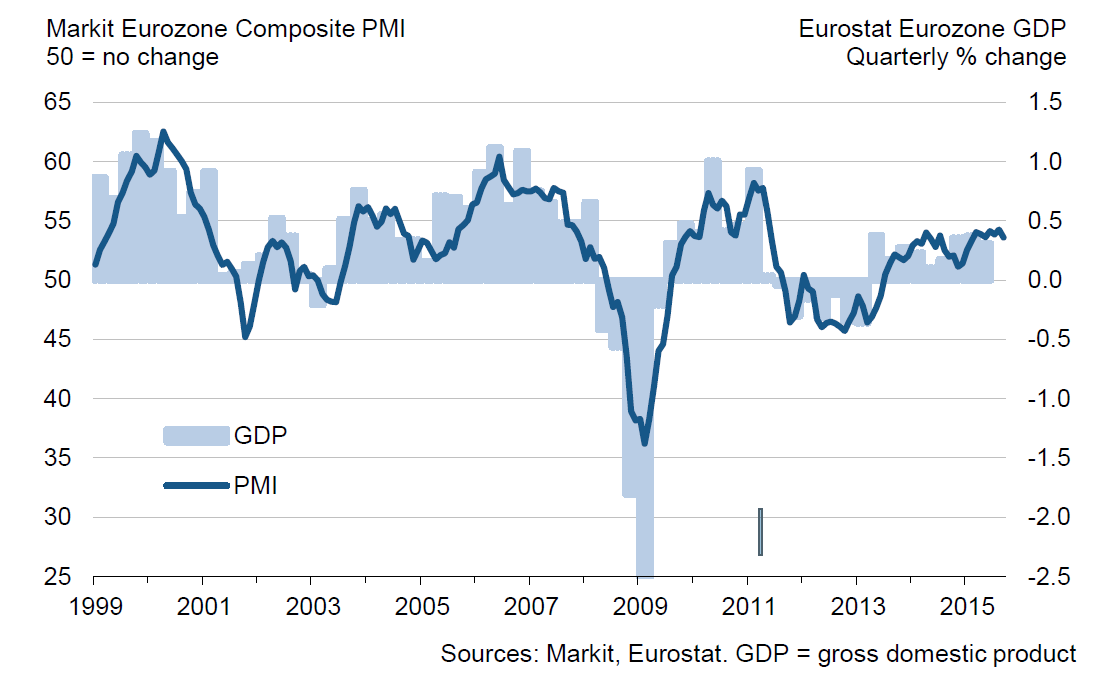 Markit Eurozone Composite PMI
50 = no change
Eurostat Eurozone GDP
Quarterly % change
65
60
55
50
45
40
35
30
25
1.5
1.0
0.5
0.0
-0.5
-1.0
-1.5
-2.0
-2.5
GDP
PMI
1999 2001 2003 2005 2007 2009 2011 2013 2015
Sources: Markit, Eurostat. GDP = gross domestic product